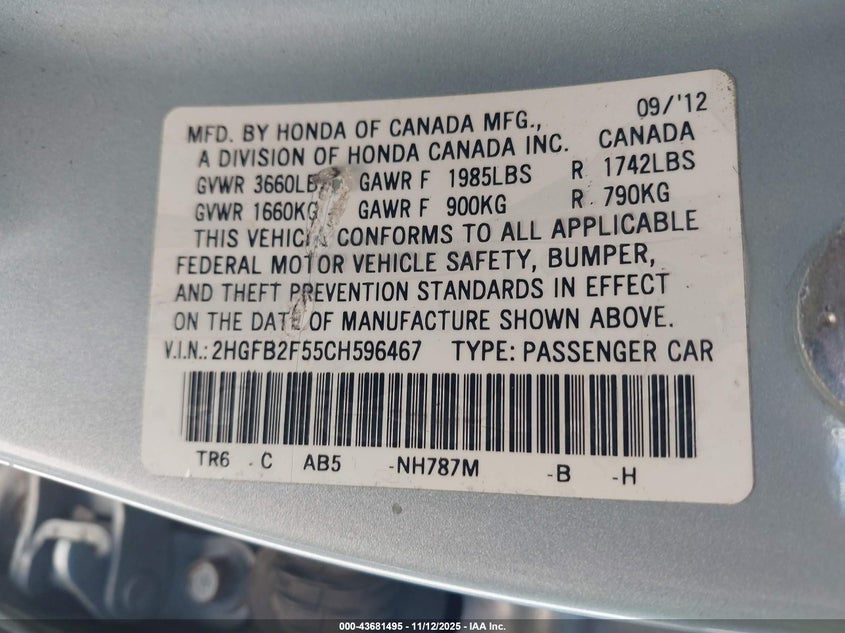 09/'12
MFD. BY HONDA OF CANADA MFG.,
A DIVISION OF HONDA CANADA INC. CANADA
GVWR 3660LB GAWR F 1985LBS R 1742LBS
GVWR 1660KG GAWR F 900KG R 790KG
THIS VEHICLE CONFORMS TO ALL APPLICABLE
FEDERAL MOTOR VEHICLE SAFETY, BUMPER,
AND THEFT PREVENTION STANDARDS IN EFFECT
ON THE DATE OF MANUFACTURE SHOWN ABOVE.
V.I.N.: 2HGFB2F55CH596467 TYPE: PASSENGER CAR
TR6 - C AB5 -NH787M -B -H
000-43681495 - 11/12/2025 - IAA Inc.